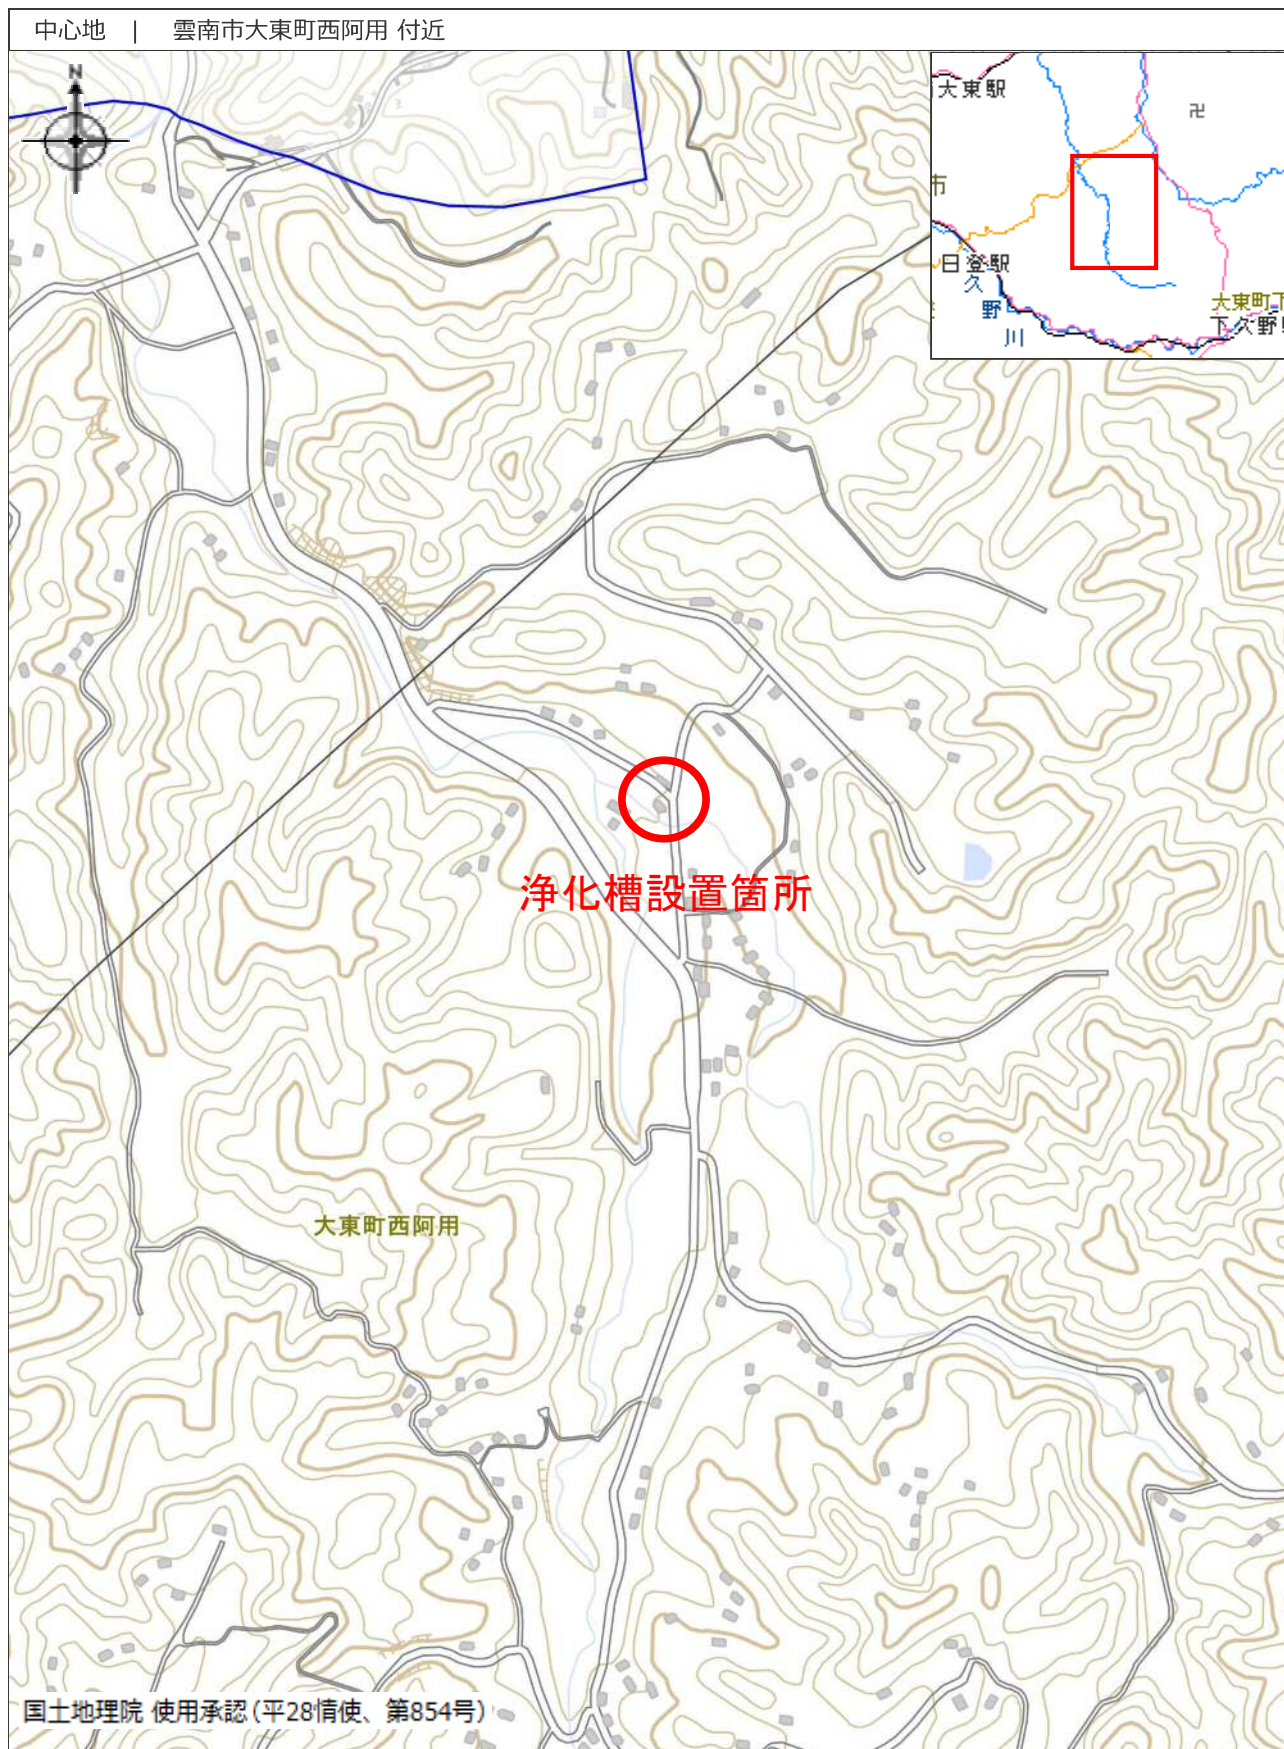 中心地 | 雲南市大東町西阿用 付近
N
大東駅
卍
市
日登駅
久
野
川
大東町下
下久野
浄化槽設置箇所
大東町西阿用
国土地理院 使用承認(平28情使、第854号)